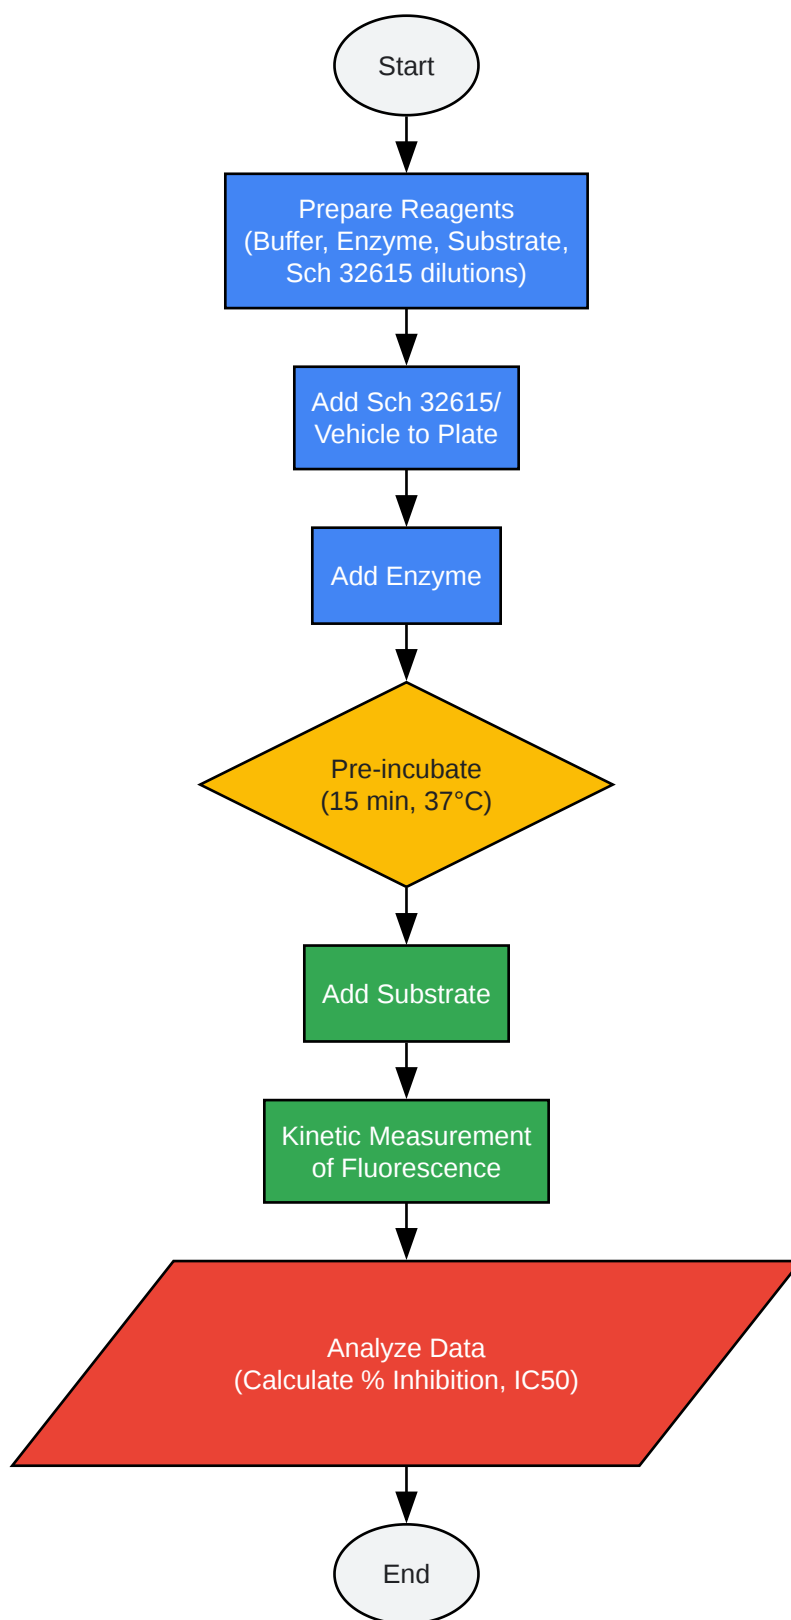 Start
Prepare Reagents
(Buffer, Enzyme, Substrate,
Sch 32615 dilutions)
Add Sch 32615/
Vehicle to Plate
Add Enzyme
Pre-incubate
(15 min, 37°C)
Add Substrate
Kinetic Measurement
of Fluorescence
Analyze Data
(Calculate % Inhibition, IC50)
End